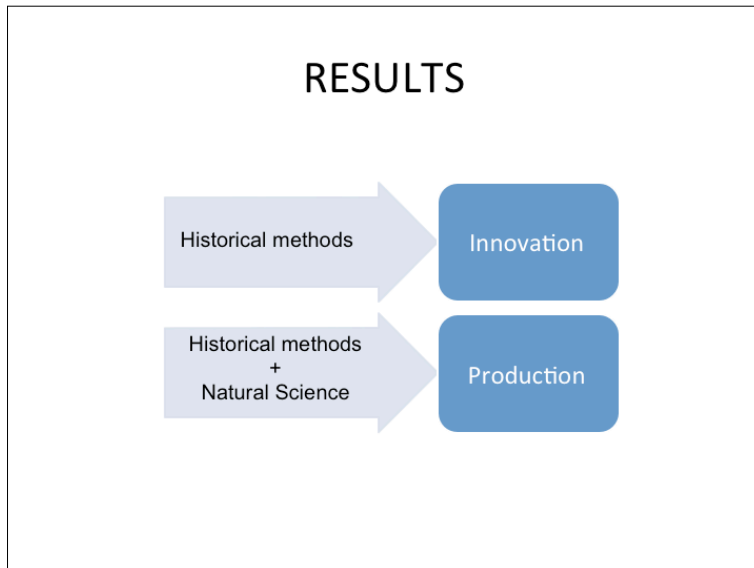 RESULTS
Historical methods
Innovation
Historical methods
+
Natural Science
Production